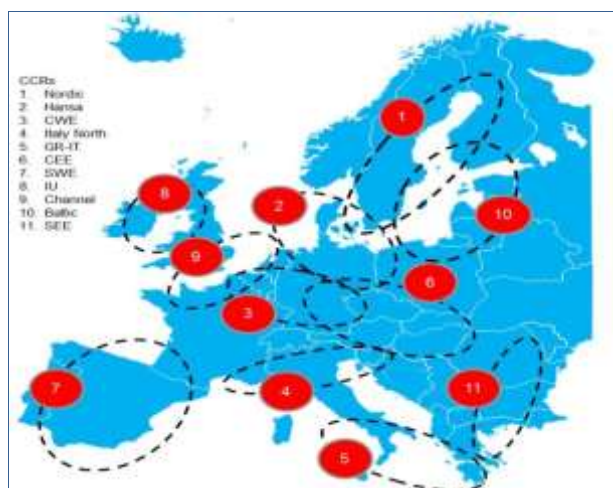 CCRs
1. Nordic
2. Hansa
3. CWE
4. Italy North
5. GR-IT
6. CEE
7. SWE
8. IU
9. Channel
10. Baltic
11. SEE
1
8
2
10
9
6
3
7
4
11
5